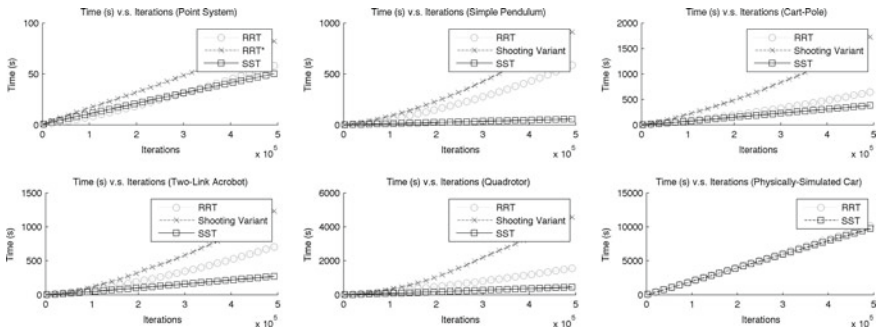 Time (s) v.s. Iterations (Point System)
100
50
0
Time (s)
RRT
RRT*
SST
0 1 2 3 4 5
Iterations
x 10^5
Time (s) v.s. Iterations (Simple Pendulum)
1000
500
0
Time (s)
RRT
Shooting Variant
SST
0 1 2 3 4 5
Iterations
x 10^5
Time (s) v.s. Iterations (Cart-Pole)
2000
1500
1000
500
0
Time (s)
RRT
Shooting Variant
SST
0 1 2 3 4 5
Iterations
x 10^5
Time (s) v.s. Iterations (Two-Link Acrobot)
1500
1000
500
0
Time (s)
RRT
Shooting Variant
SST
0 1 2 3 4 5
Iterations
x 10^5
Time (s) v.s. Iterations (Quadrotor)
6000
4000
2000
0
Time (s)
RRT
Shooting Variant
SST
0 1 2 3 4 5
Iterations
x 10^5
Time (s) v.s. Iterations (Physically-Simulated Car)
15000
10000
5000
0
Time (s)
RRT
SST
0 1 2 3 4 5
Iterations
x 10^5